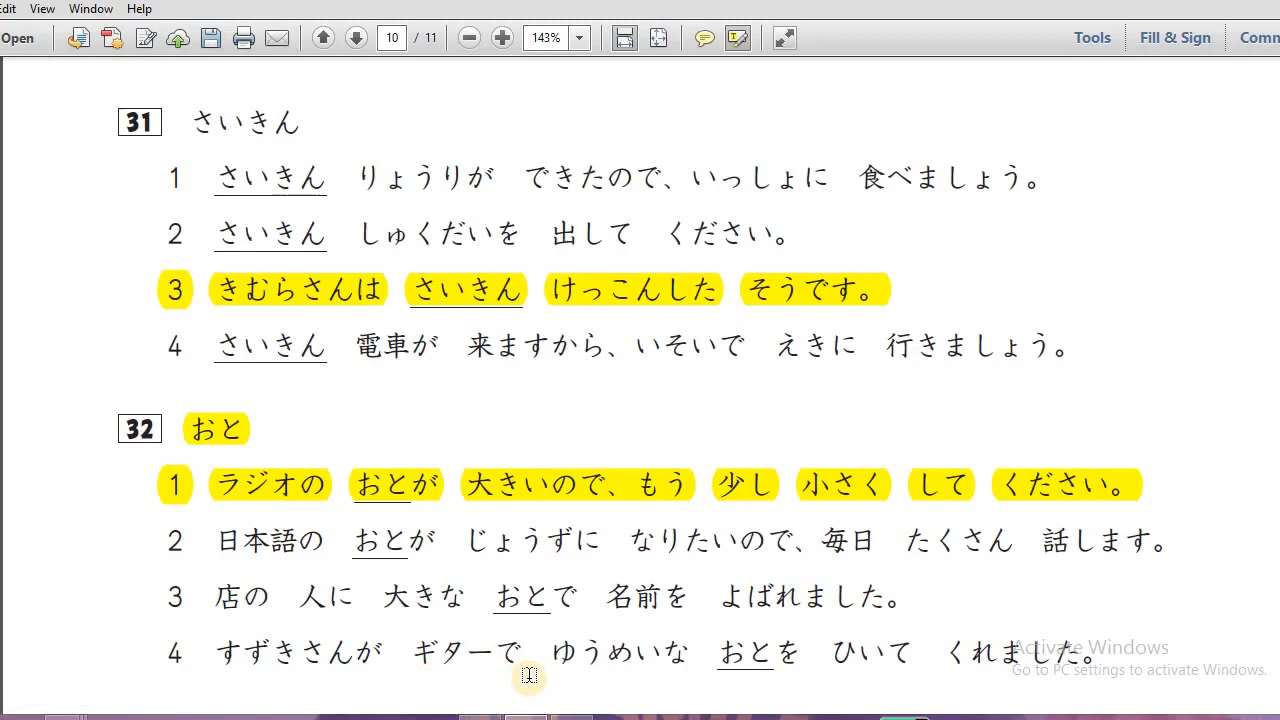 Edit View Window Help
Open 10 / 11 143% Tools Fill & Sign
31 さいきん
1 さいきん りょうりが できたので、いっしょに 食べましょう。
2 さいきん しゅくだいを 出して ください。
3 きむらさんは さいきん けっこんした そうです。
4 さいきん 電車が 来ますから、いそいで えきに 行きましょう。
32 おと
1 ラジオの おとが 大きいので、もう 少し 小さく して ください。
2 日本語の おとが じょうずに なりたいので、毎日 たくさん 話します。
3 店の 人に 大きな おとで 名前を よばれました。
4 すずきさんが ギターで ゆうめいな おとを ひいて くれました。
Activate Windows
Go to PC settings to activate Windows.